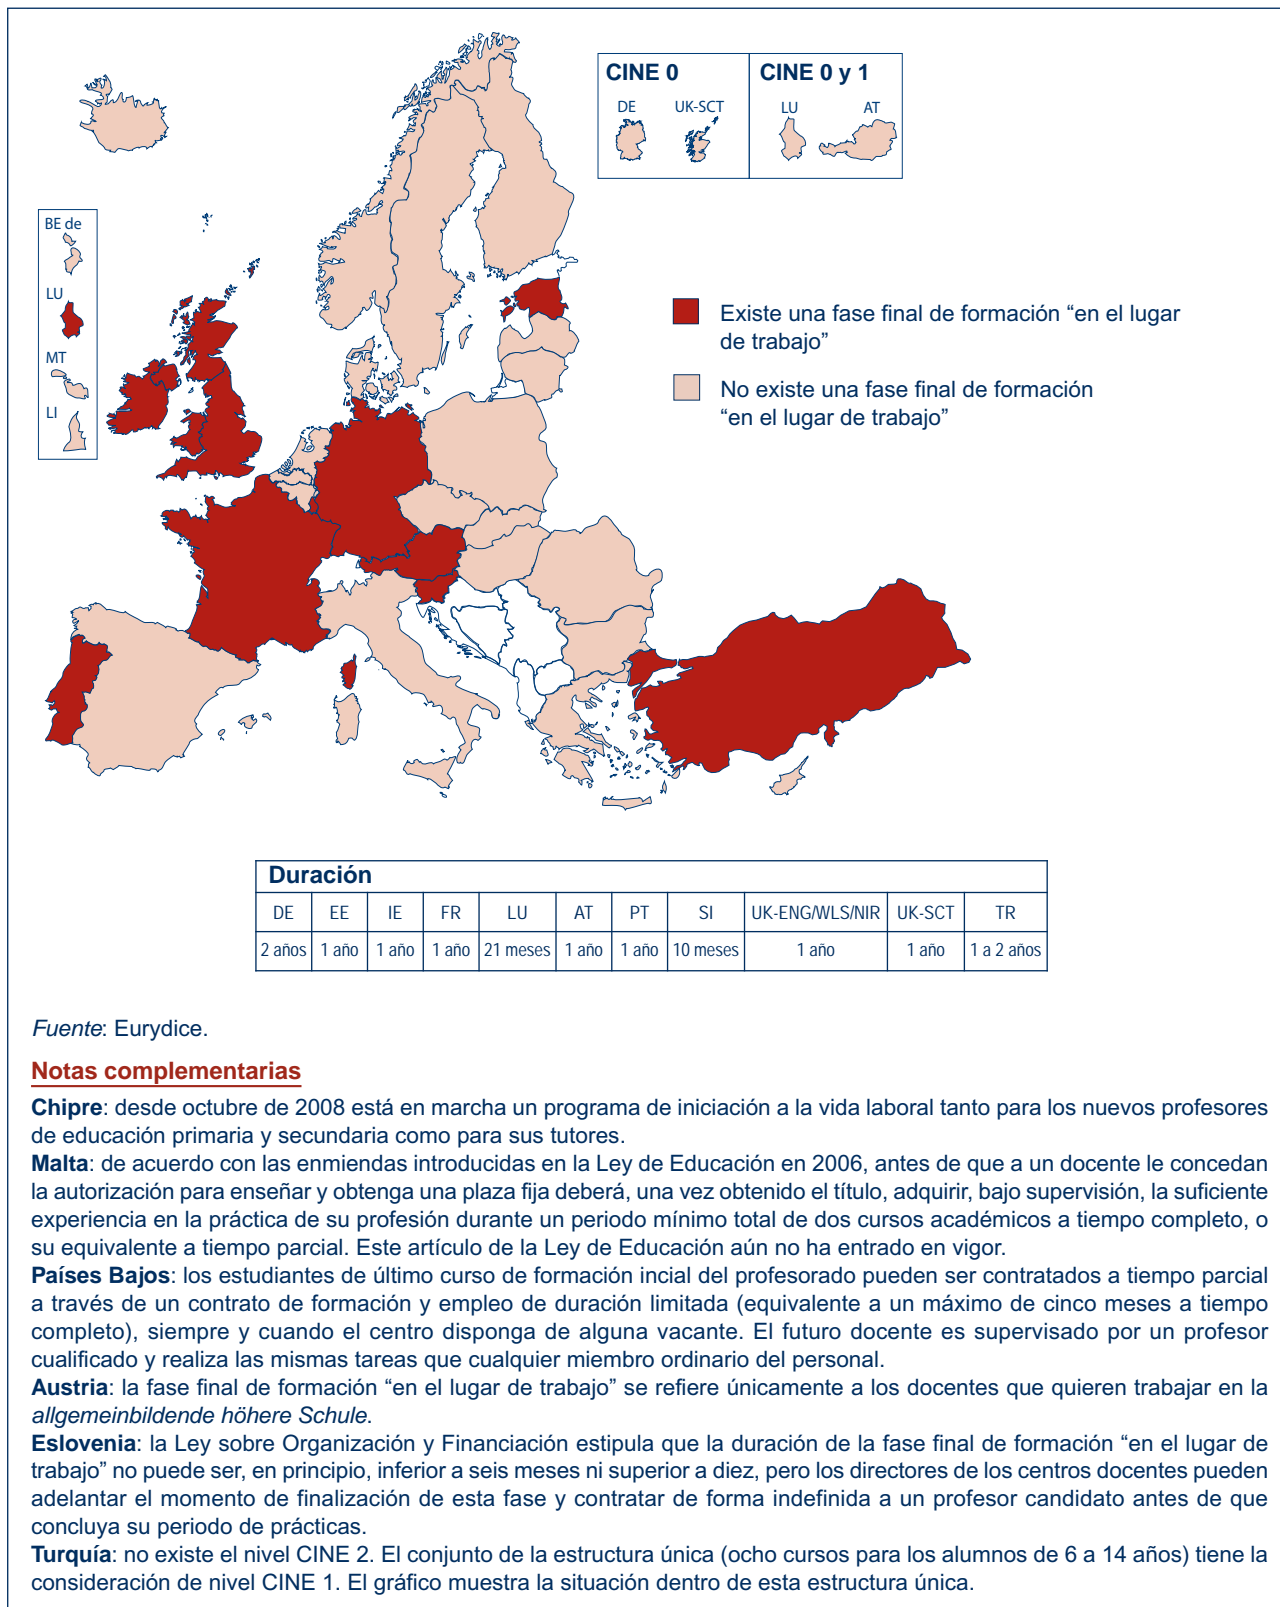 CINE 0
CINE 0 y 1
DE
UK-SCT
LU
AT
BE de
LU
MT
LI
Existe una fase final de formación “en el lugar
de trabajo”
No existe una fase final de formación
“en el lugar de trabajo”
Duración
DE EE IE FR LU AT PT SI UK-ENG/WLS/NIR UK-SCT TR
2 años 1 año 1 año 1 año 21 meses 1 año 1 año 10 meses 1 año 1 año 1 a 2 años
Fuente: Eurydice.
Notas complementarias
Chipre: desde octubre de 2008 está en marcha un programa de iniciación a la vida laboral tanto para los nuevos profesores
de educación primaria y secundaria como para sus tutores.
Malta: de acuerdo con las enmiendas introducidas en la Ley de Educación en 2006, antes de que a un docente le concedan
la autorización para enseñar y obtenga una plaza fija deberá, una vez obtenido el título, adquirir, bajo supervisión, la suficiente
experiencia en la práctica de su profesión durante un periodo mínimo total de dos cursos académicos a tiempo completo, o
su equivalente a tiempo parcial. Este artículo de la Ley de Educación aún no ha entrado en vigor.
Países Bajos: los estudiantes de último curso de formación incial del profesorado pueden ser contratados a tiempo parcial
a través de un contrato de formación y empleo de duración limitada (equivalente a un máximo de cinco meses a tiempo
completo), siempre y cuando el centro disponga de alguna vacante. El futuro docente es supervisado por un profesor
cualificado y realiza las mismas tareas que cualquier miembro ordinario del personal.
Austria: la fase final de formación “en el lugar de trabajo” se refiere únicamente a los docentes que quieren trabajar en la
allgemeinbildende höhere Schule.
Eslovenia: la Ley sobre Organización y Financiación estipula que la duración de la fase final de formación “en el lugar de
trabajo” no puede ser, en principio, inferior a seis meses ni superior a diez, pero los directores de los centros docentes pueden
adelantar el momento de finalización de esta fase y contratar de forma indefinida a un profesor candidato antes de que
concluya su periodo de prácticas.
Turquía: no existe el nivel CINE 2. El conjunto de la estructura única (ocho cursos para los alumnos de 6 a 14 años) tiene la
consideración de nivel CINE 1. El gráfico muestra la situación dentro de esta estructura única.